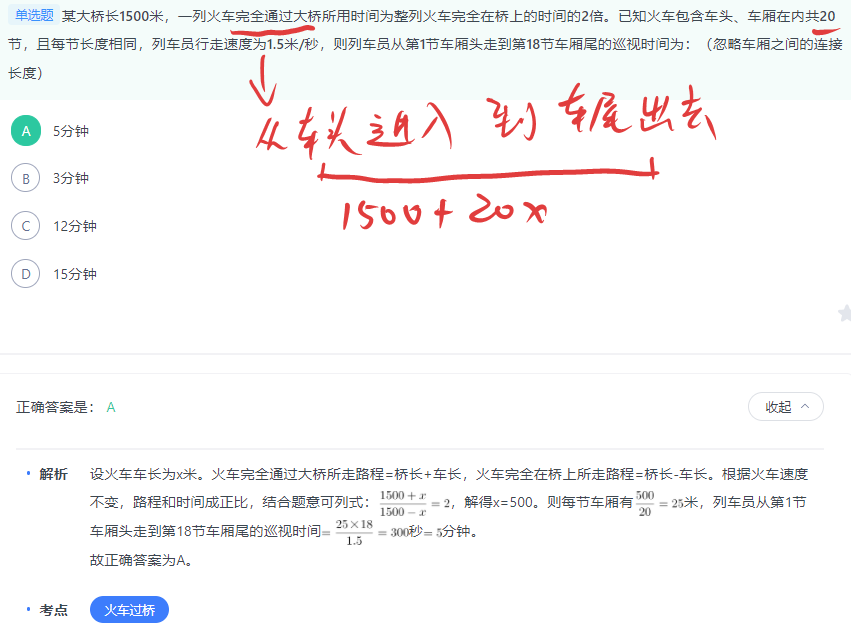 单选题 某大桥长1500米，一列火车完全通过大桥所用时间为整列火车完全在桥上的时间的2倍。已知火车包含车头、车厢在内共20
节，且每节长度相同，列车员行走速度为1.5米/秒，则列车员从第1节车厢头走到第18节车厢尾的巡视时间为：（忽略车厢之间的连接
长度）
从车头进入 到 车尾出去
A 5分钟
B 3分钟
1500+20x
C 12分钟
D 15分钟
正确答案是： A
收起
解析 设火车车长为x米。火车完全通过大桥所走路程=桥长+车长，火车完全在桥上所走路程=桥长-车长。根据火车速度
不变，路程和时间成正比，结合题意可列式：\frac{1500+x}{1500-x}=2，解得x=500。则每节车厢有\frac{500}{20}=25米，列车员从第1节
车厢头走到第18节车厢尾的巡视时间=\frac{25×18}{1.5}=300秒=5分钟。
故正确答案为A。
考点 火车过桥